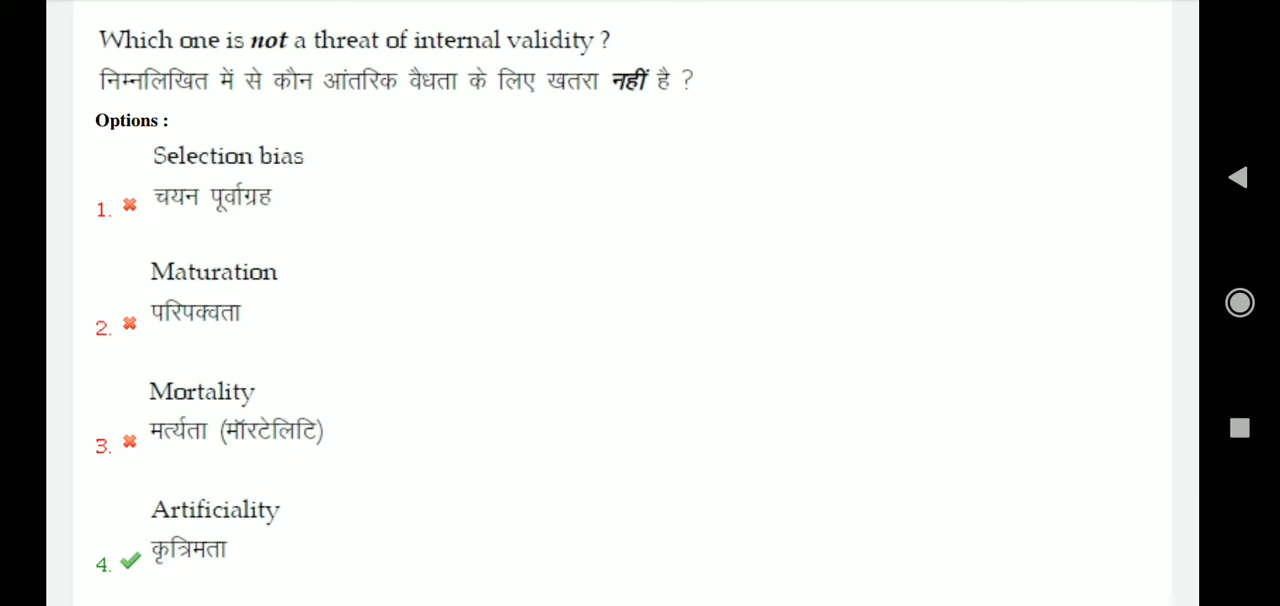 Which one is not a threat of internal validity ?
निम्नलिखित में से कौन आंतरिक वैधता के लिए खतरा नहीं है ?
Options :
Selection bias
चयन पूर्वाग्रह
1.
Maturation
परिपक्वता
2.
Mortality
मर्त्यता (मॉरटेलिटि)
3.
Artificiality
कृत्रिमता
4.